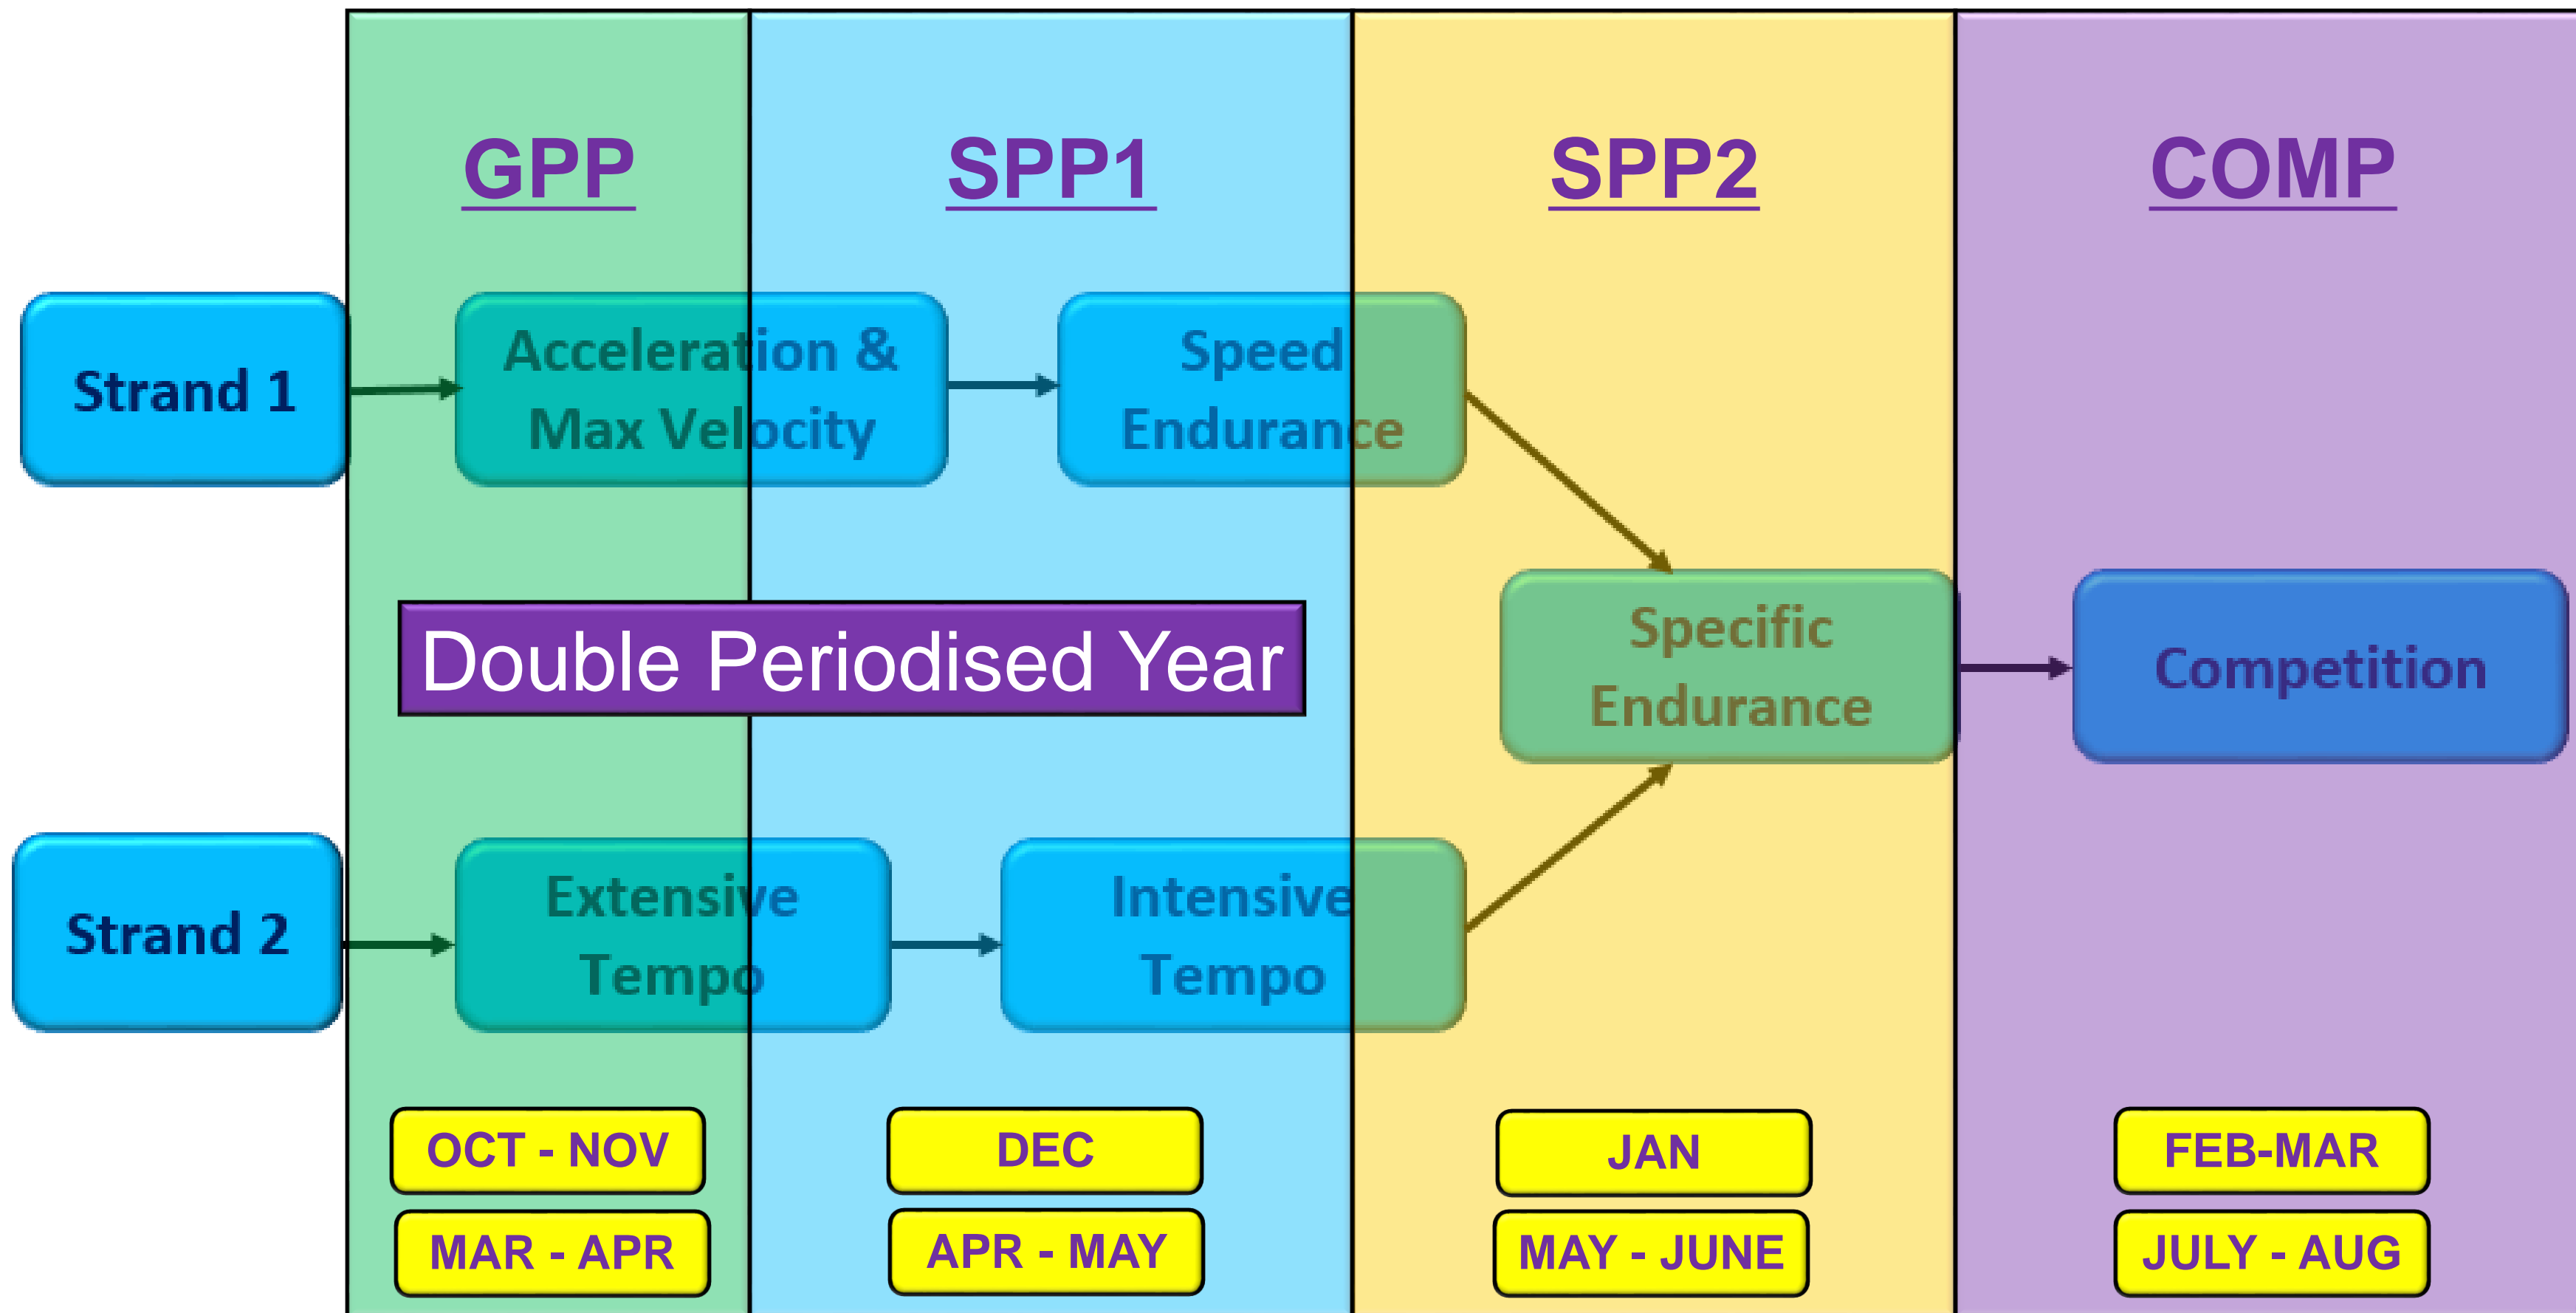 GPP
SPP1
SPP2
COMP
Strand 1
Acceleration &
Max Velocity
Speed
Endurance
Double Periodised Year
Specific
Endurance
Competition
Strand 2
Extensive
Tempo
Intensive
Tempo
OCT - NOV
DEC
JAN
FEB-MAR
MAR - APR
APR - MAY
MAY - JUNE
JULY - AUG